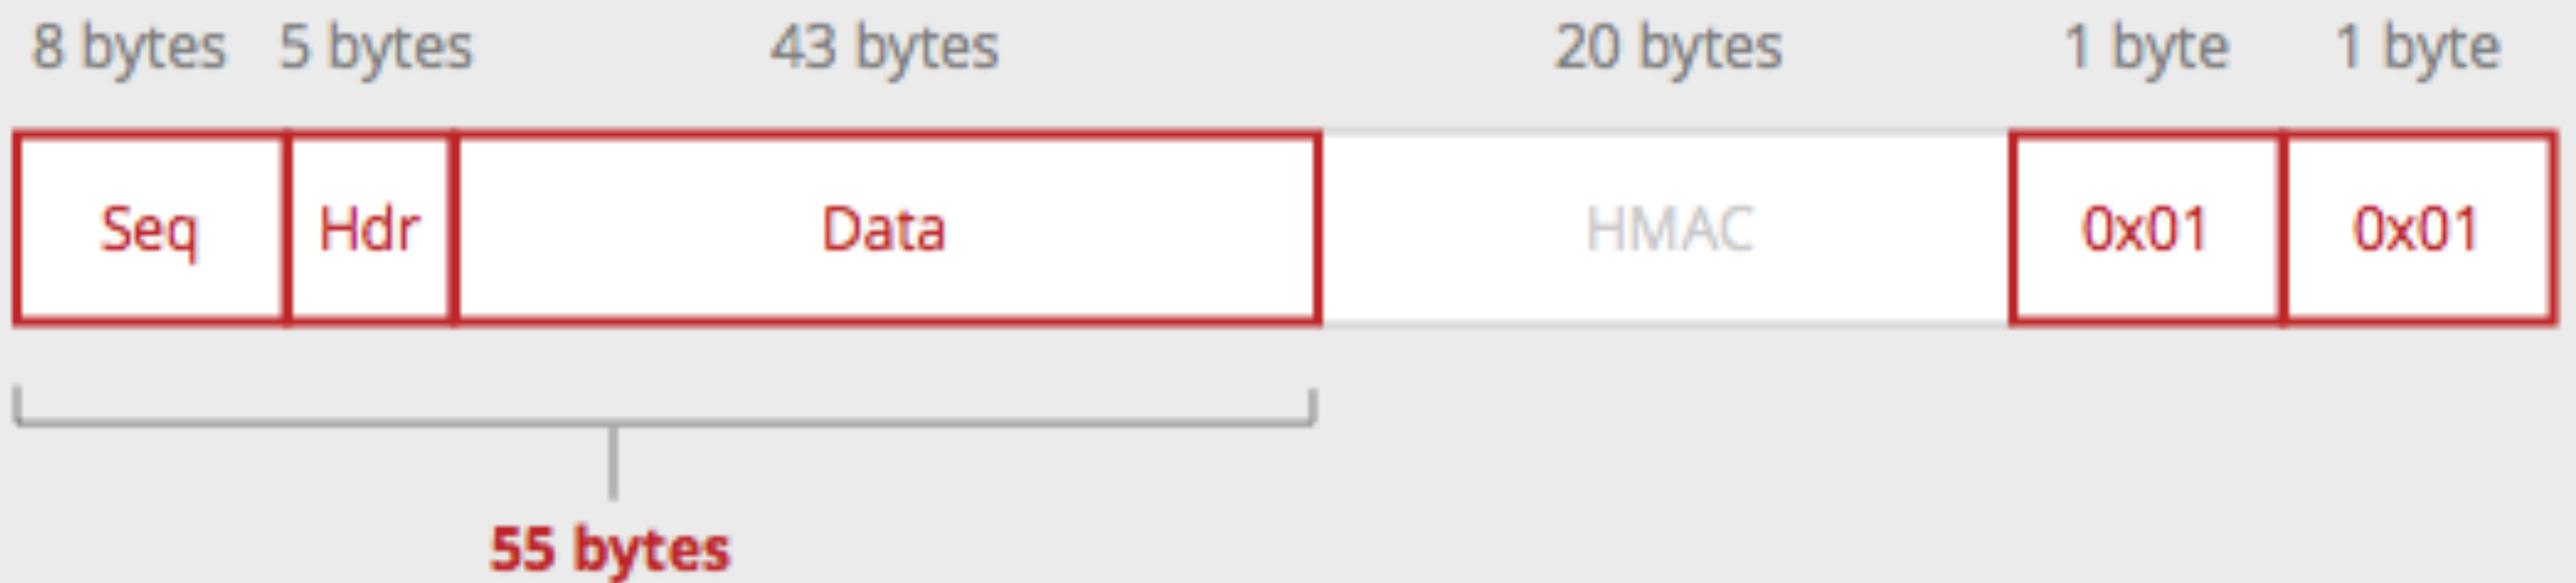 8 bytes 5 bytes 43 bytes 20 bytes 1 byte 1 byte
Seq Hdr Data HMAC 0x01 0x01
55 bytes